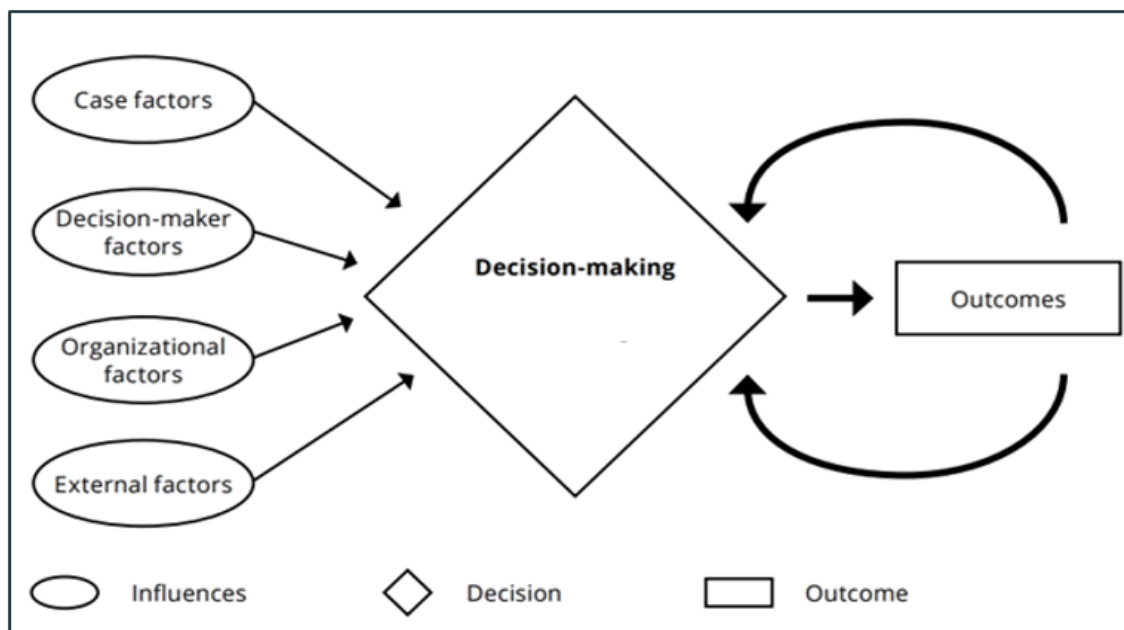 Case factors
Decision-maker
factors
Organizational
factors
External factors
Decision-making
Outcomes
Influences
Decision
Outcome